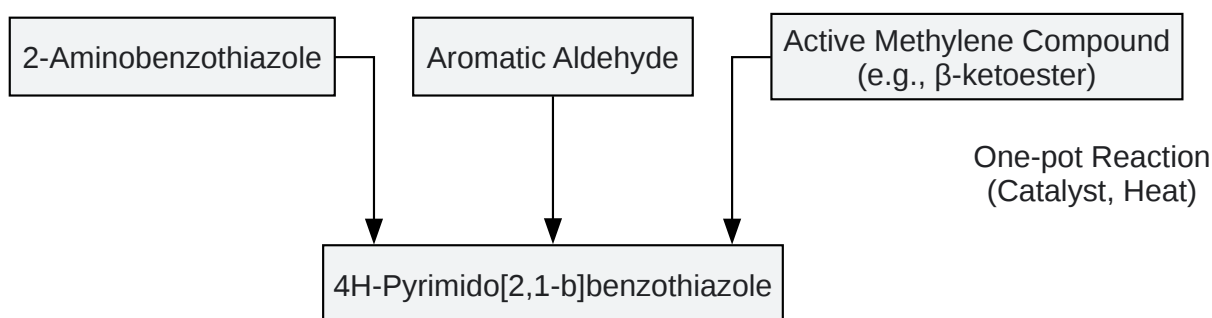 2-Aminobenzothiazole
Aromatic Aldehyde
Active Methylene Compound
(e.g., β-ketoester)
One-pot Reaction
(Catalyst, Heat)
4H-Pyrimido[2,1-b]benzothiazole